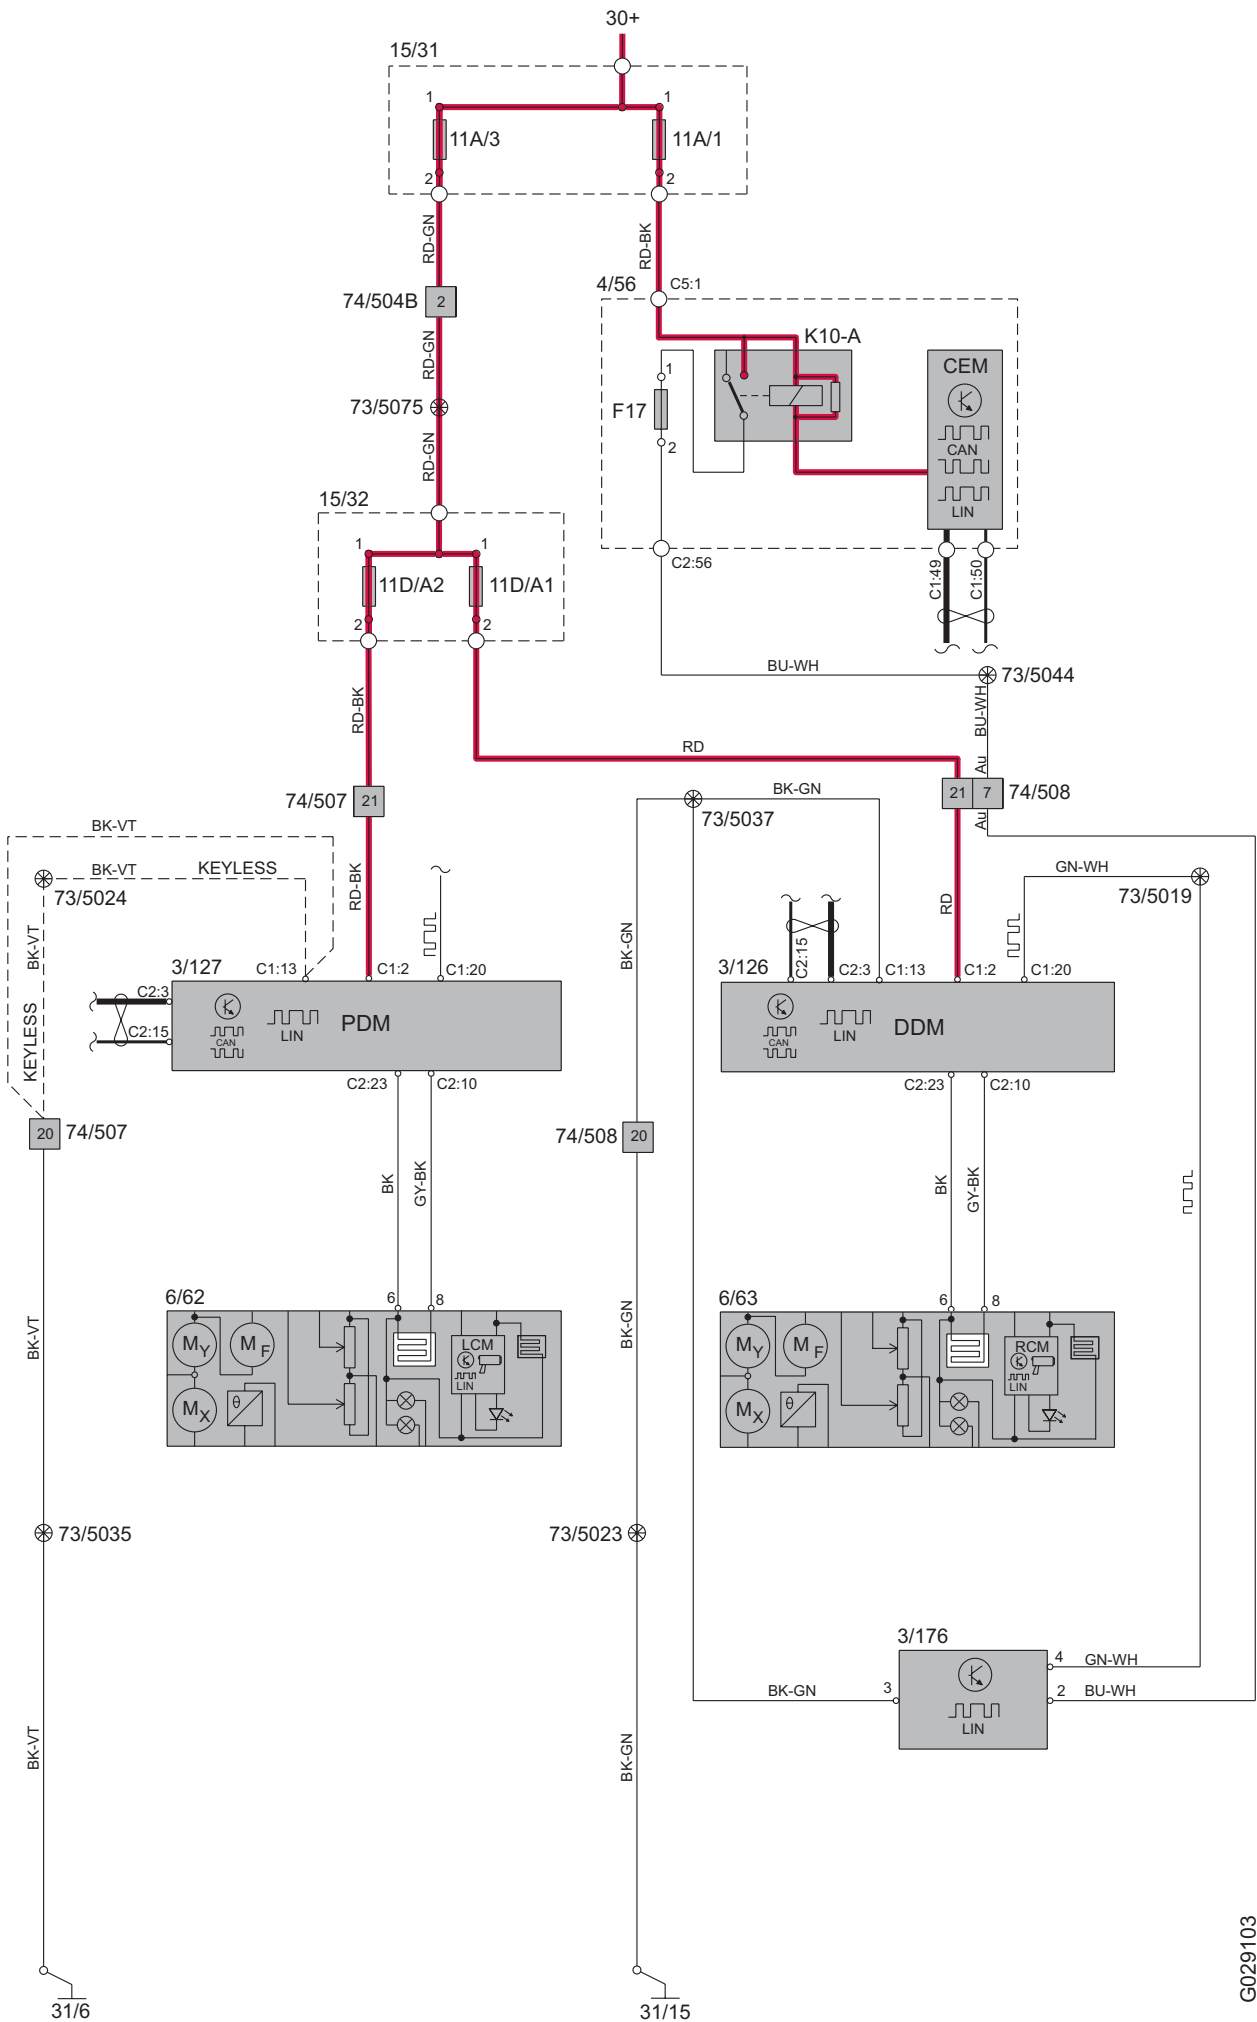 30+
15/31
1
1
11A/3
11A/1
2
2
RD-GN
RD-BK
4/56
C5:1
74/504B
2
K10-A
RD-GN
1
CEM
F17
73/5075
2
CAN
RD-GN
LIN
15/32
C2:56
1
1
11D/A2
11D/A1
C1:49
C1:50
2
2
BU-WH
73/5044
RD-BK
BU-WH
RD
Au
74/507
21
BK-GN
21
7
74/508
73/5037
Au
BK-VT
BK-VT
KEYLESS
GN-WH
73/5024
RD-BK
73/5019
BK-VT
BK-GN
RD
C2:15
3/127
C1:13
C1:2
C1:20
3/126
C2:3
C1:13
C1:2
C1:20
C2:3
PDM
DDM
CAN
LIN
CAN
LIN
C2:15
KEYLESS
C2:23
C2:10
C2:23
C2:10
20
74/507
74/508
20
BK
GY-BK
BK
GY-BK
6/62
6
8
6/63
6
8
MY
MF
LCM
LIN
MX
θ
MY
MF
RCM
LIN
MX
θ
BK-VT
BK-GN
73/5035
73/5023
3/176
4
GN-WH
BK-GN
3
2
BU-WH
LIN
BK-VT
BK-GN
31/6
31/15
G029103